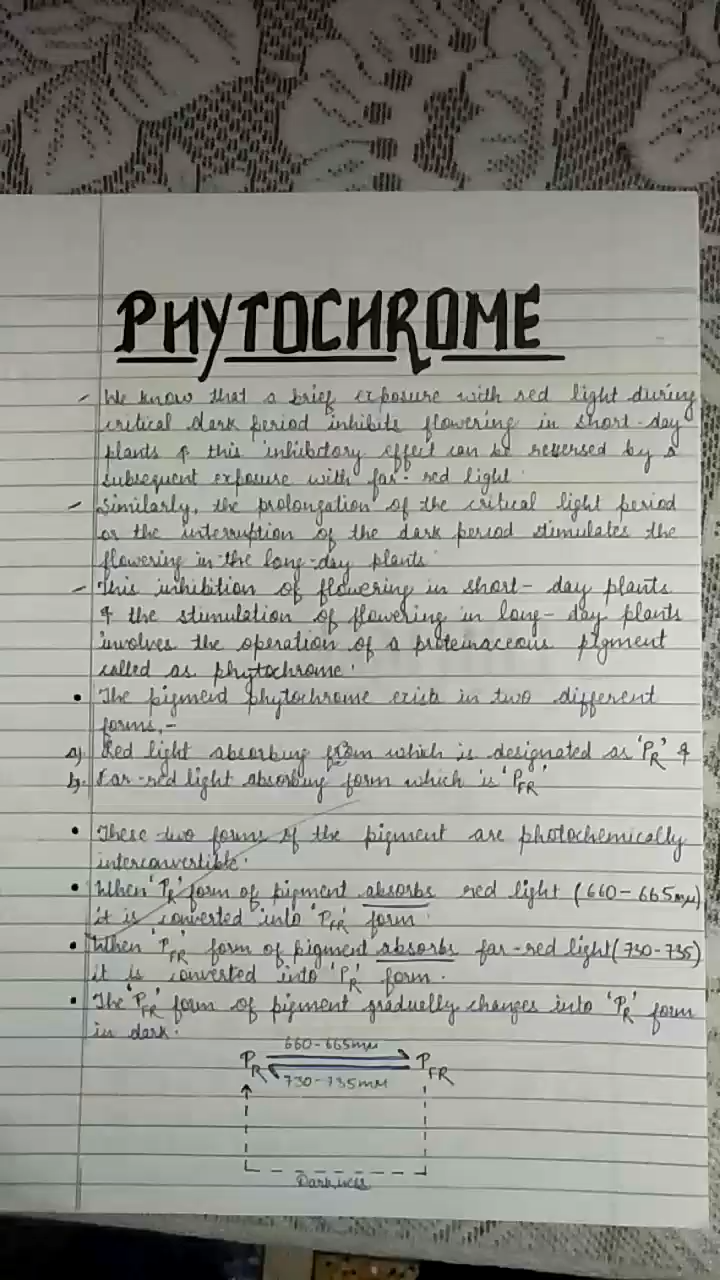 PHYTOCHROME
- We know that a brief exposure with red light during
critical dark period inhibits flowering in short-day
plants & this inhibitory effect can be reversed by a
subsequent exposure with far-red light.
- Similarly, the prolongation of the critical light period
or the interruption of the dark period stimulates the
flowering in the long-day plants.
- This inhibition of flowering in short-day plants
& the stimulation of flowering in long-day plants
involves the operation of a proteinaceous pigment
called as phytochrome.
• The pigment phytochrome exists in two different
forms,-
a) Red light absorbing from which is designated as 'PR' &
b). Far-red light absorbing form which is 'PFR'
• These two forms of the pigment are photochemically
interconvertible.
• When 'PR' form of pigment absorbs red light (660-665mμ)
it is converted into 'PFR' form.
• When 'PFR' form of pigment absorbs far-red light (730-735)
it is converted into 'PR' form.
• The 'PFR' form of pigment gradually changes into 'PR' form
in dark.
660-665mμ
PR PFR
730-735mμ
Darkness